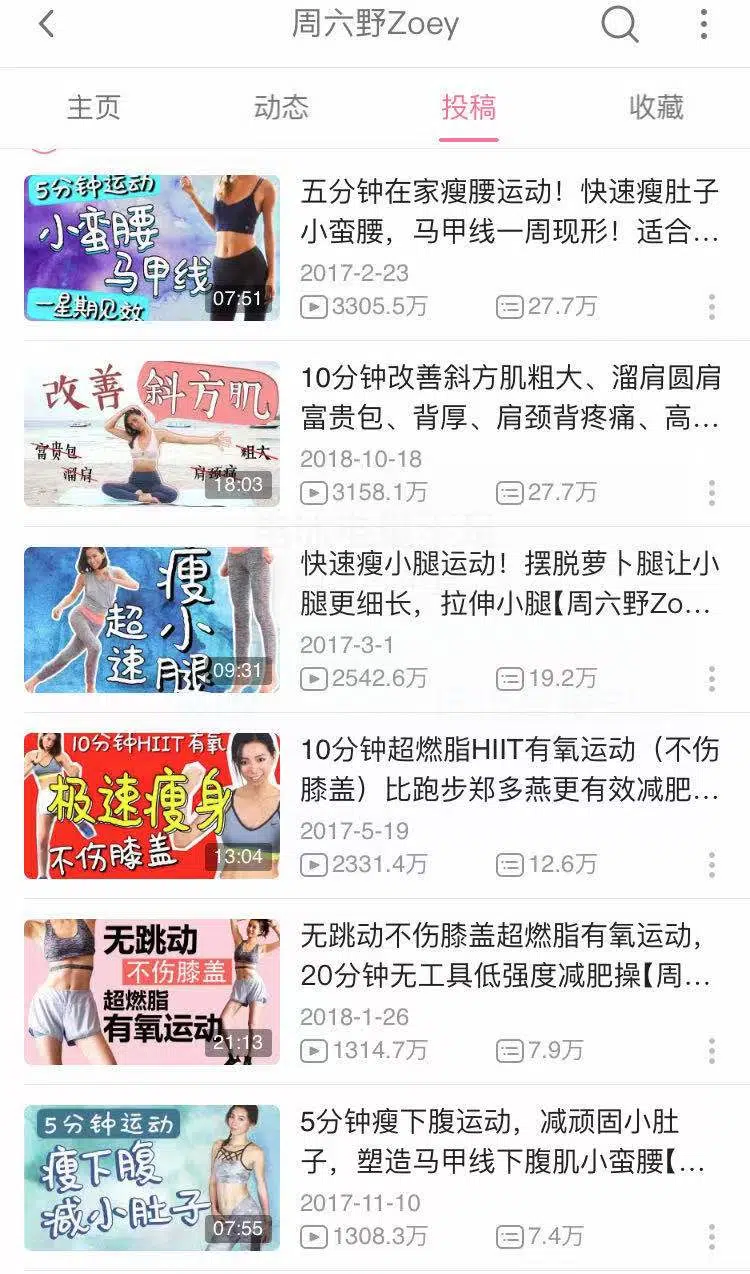 周六野Zoey
主页 动态 投稿 收藏
5分钟运动
小蛮腰
马甲线
一星期见效
07:51
五分钟在家瘦腰运动！快速瘦肚子
小蛮腰，马甲线一周现形！适合...
2017-2-23
3305.5万 27.7万
改善斜方肌
富贵包 粗大
溜肩 肩颈痛
18:03
10分钟改善斜方肌粗大、溜肩圆肩
富贵包、背厚、肩颈背疼痛、高...
2018-10-18
3158.1万 27.7万
超速
瘦小腿
09:31
快速瘦小腿运动！摆脱萝卜腿让小
腿更细长，拉伸小腿【周六野Zo...
2017-3-1
2542.6万 19.2万
10分钟HIIT有氧
极速瘦身
不伤膝盖
13:04
10分钟超燃脂HIIT有氧运动（不伤
膝盖）比跑步郑多燕更有效减肥...
2017-5-19
2331.4万 12.6万
无跳动
不伤膝盖
超燃脂
有氧运动
21:13
无跳动不伤膝盖超燃脂有氧运动，
20分钟无工具低强度减肥操【周...
2018-1-26
1314.7万 7.9万
5分钟运动
瘦下腹
减小肚子
07:55
5分钟瘦下腹运动，减顽固小肚
子，塑造马甲线下腹肌小蛮腰【...
2017-11-10
1308.3万 7.4万